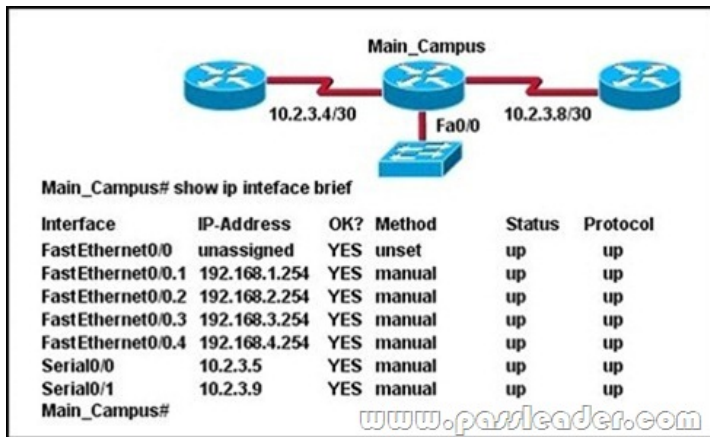 Main_Campus
10.2.3.4/30
10.2.3.8/30
Fa0/0
Main_Campus# show ip inteface brief
Interface IP-Address OK? Method Status Protocol
FastEthernet0/0 unassigned YES unset up up
FastEthernet0/0.1 192.168.1.254 YES manual up up
FastEthernet0/0.2 192.168.2.254 YES manual up up
FastEthernet0/0.3 192.168.3.254 YES manual up up
FastEthernet0/0.4 192.168.4.254 YES manual up up
Serial0/0 10.2.3.5 YES manual up up
Serial0/1 10.2.3.9 YES manual up up
Main_Campus#
www.passleader.com